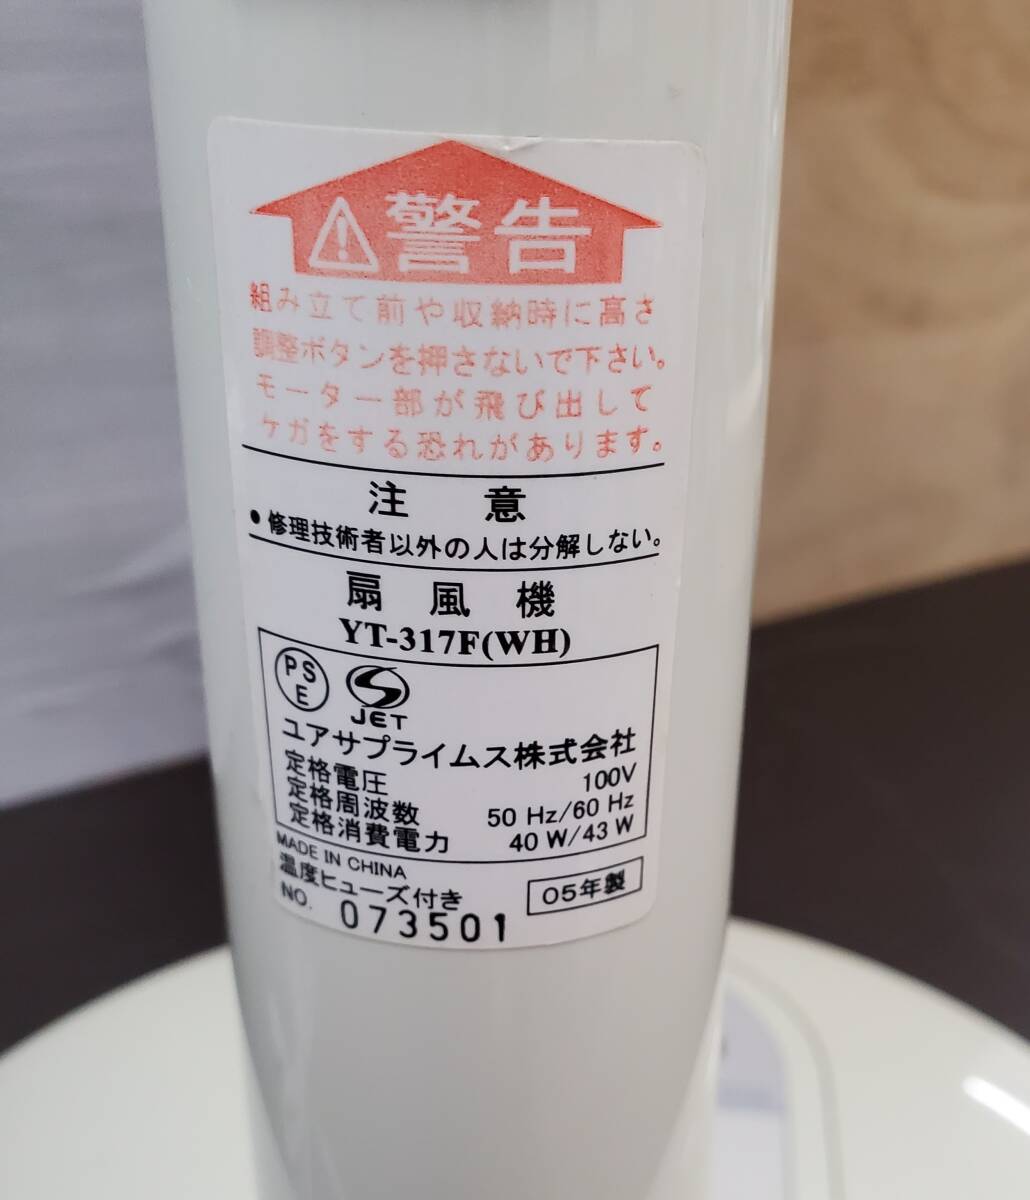 警告
組み立て前や収納時に高さ
調整ボタンを押さないで下さい。
モーター部が飛び出して
ケガをする恐れがあります。
注 意
●修理技術者以外の人は分解しない。
扇 風 機
YT-317F(WH)
PS
E
JET
ユアサプライムス株式会社
定格電圧 100V
定格周波数 50 Hz/60 Hz
定格消費電力 40 W/43 W
MADE IN CHINA
温度ヒューズ付き 05年製
NO. 073501